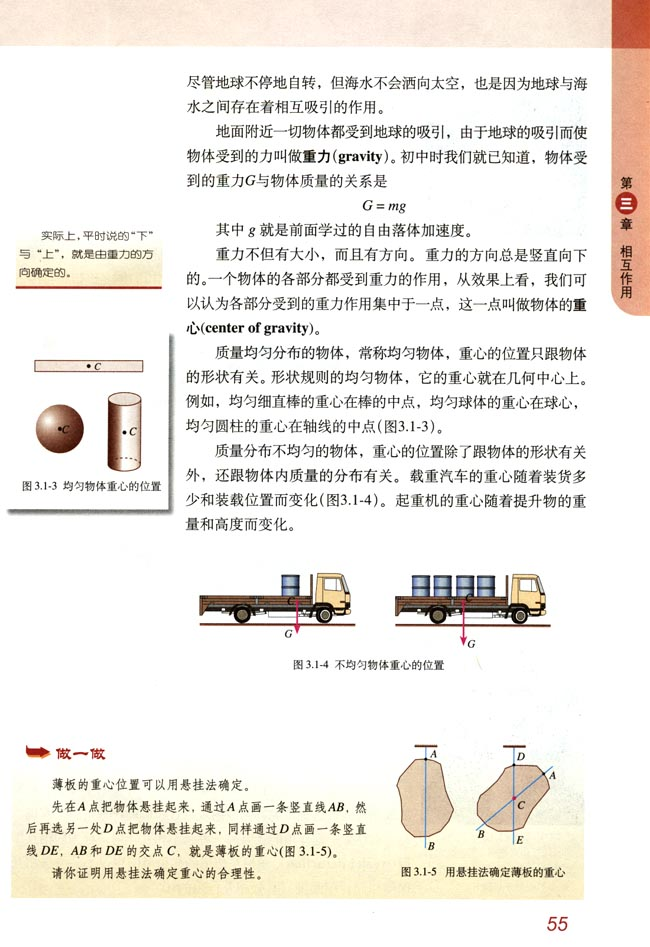 尽管地球不停地自转，但海水不会洒向太空，也是因为地球与海
水之间存在着相互吸引的作用。
地面附近一切物体都受到地球的吸引，由于地球的吸引而使
物体受到的力叫做重力(gravity)。初中时我们就已知道，物体受
到的重力G与物体质量的关系是
G = mg
其中 g 就是前面学过的自由落体加速度。
重力不但有大小，而且有方向。重力的方向总是竖直向下
的。一个物体的各部分都受到重力的作用，从效果上看，我们可
以认为各部分受到的重力作用集中于一点，这一点叫做物体的重
心(center of gravity)。
质量均匀分布的物体，常称均匀物体，重心的位置只跟物体
的形状有关。形状规则的均匀物体，它的重心就在几何中心上。
例如，均匀细直棒的重心在棒的中点，均匀球体的重心在球心，
均匀圆柱的重心在轴线的中点(图3.1-3)。
质量分布不均匀的物体，重心的位置除了跟物体的形状有关
外，还跟物体内质量的分布有关。载重汽车的重心随着装货多
少和装载位置而变化(图3.1-4)。起重机的重心随着提升物的重
量和高度而变化。
实际上，平时说的“下”
与“上”，就是由重力的方
向确定的。
C
C
C
图 3.1-3 均匀物体重心的位置
第
三
章
相互作用
C
G
C
G
图 3.1-4 不均匀物体重心的位置
做一做
薄板的重心位置可以用悬挂法确定。
先在A点把物体悬挂起来，通过A点画一条竖直线AB，然
后再选另一处D点把物体悬挂起来，同样通过D点画一条竖直
线 DE，AB 和 DE 的交点 C，就是薄板的重心(图 3.1-5)。
请你证明用悬挂法确定重心的合理性。
A
B
D
A
C
B
E
图 3.1-5 用悬挂法确定薄板的重心
55